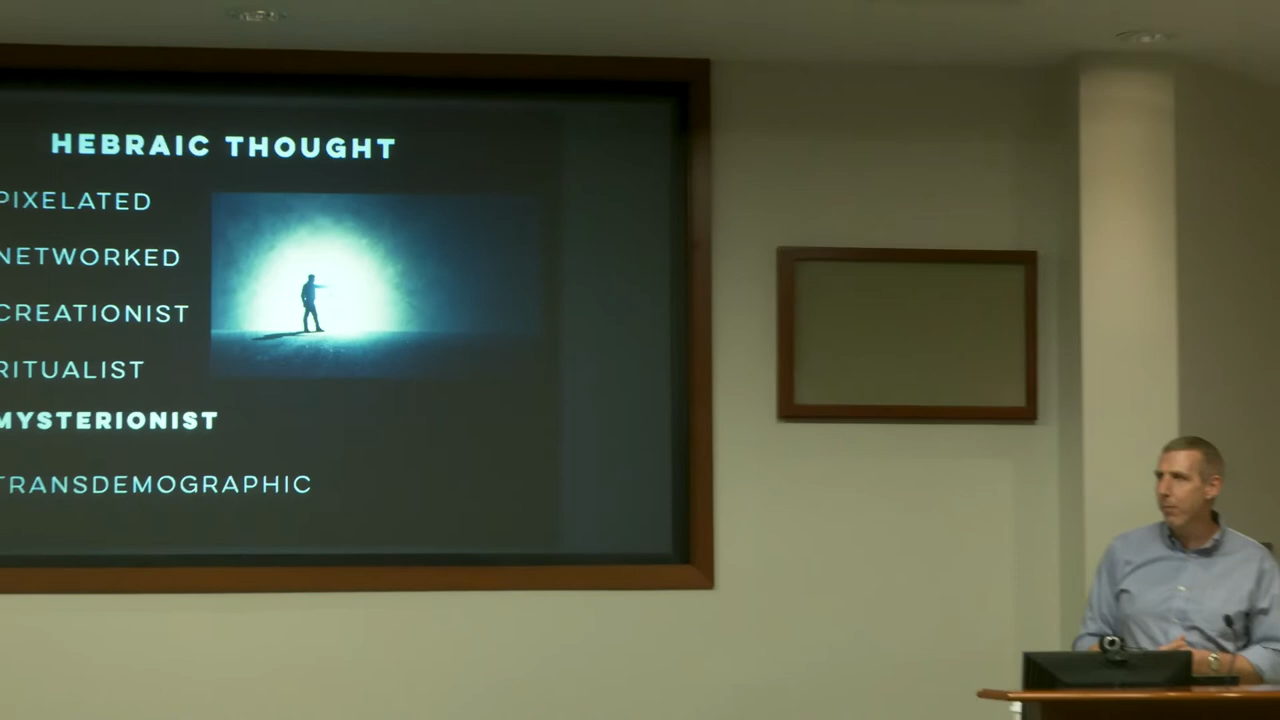 HEBRAIC THOUGHT
PIXELATED
NETWORKED
CREATIONIST
RITUALIST
MYSTERIONIST
TRANSDEMOGRAPHIC